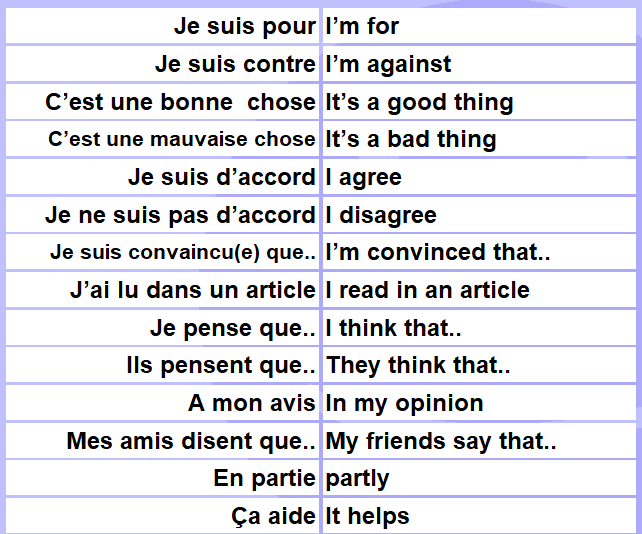 Je suis pour I’m for
Je suis contre I’m against
C’est une bonne  chose It’s a good thing
C’est une mauvaise chose It’s a bad thing
Je suis d’accord I agree
Je ne suis pas d’accord I disagree
Je suis convaincu(e) que.. I’m convinced that..
J’ai lu dans un article I read in an article
Je pense que.. I think that..
Ils pensent que.. They think that..
A mon avis In my opinion
Mes amis disent que.. My friends say that..
En partie partly
Ça aide It helps